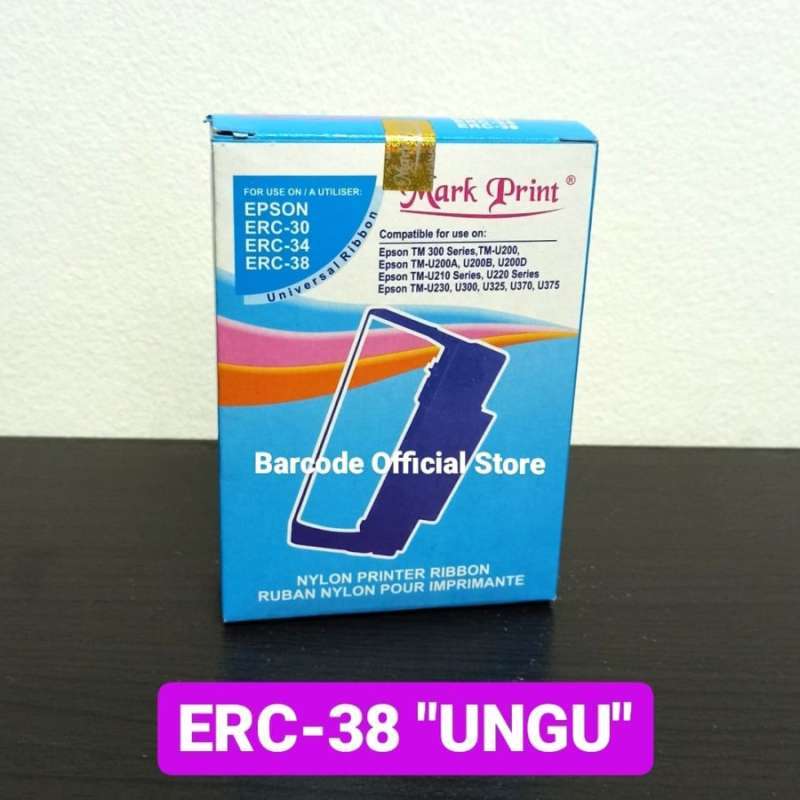 ERC-38
Mark Print®
FOR USE ON / A UTILISER:
EPSON
ERC-30
ERC-34
ERC-38
Universal Ribbon
Compatible for use on:
Epson TM 300 Series,TM-U200,
Epson TM-U200A, U200B, U200D
Epson TM-U210 Series, U220 Series
Epson TM-U230, U300, U325, U370, U375
Barcode Official Store
NYLON PRINTER RIBBON
RUBAN NYLON POUR IMPRIMANTE
ERC-38 "UNGU"